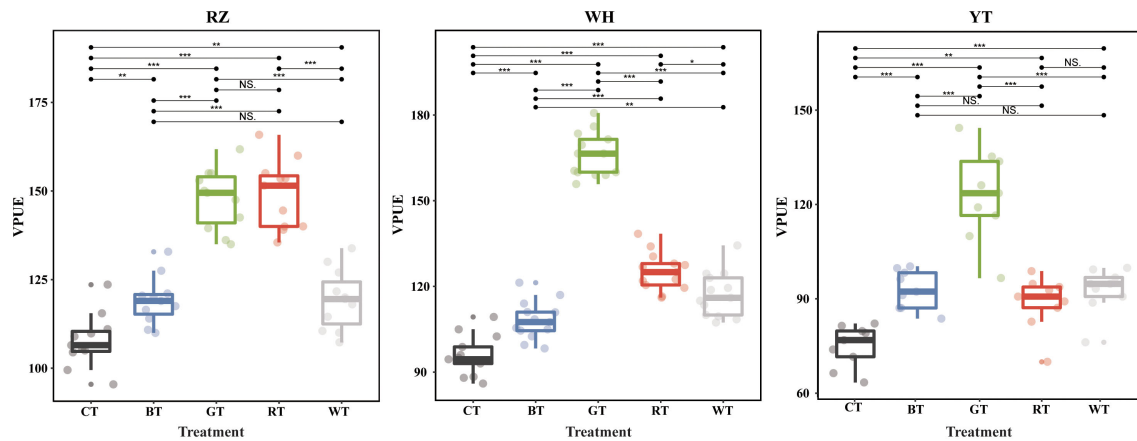 RZ
**
***
*** ***
** ***
NS.
***
***
NS.
VPUE
175
150
125
100
CT BT GT RT WT
Treatment
WH
***
***
*** *
*** ***
***
***
***
**
VPUE
180
150
120
90
CT BT GT RT WT
Treatment
YT
***
**
*** NS.
*** ***
***
***
NS.
NS.
VPUE
150
120
90
60
CT BT GT RT WT
Treatment